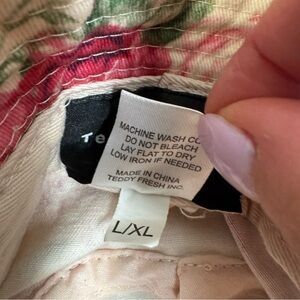 Te
MACHINE WASH CO
DO NOT BLEACH
LAY FLAT TO DRY
LOW IRON IF NEEDED
MADE IN CHINA
TEDDY FRESH INC.
L/XL